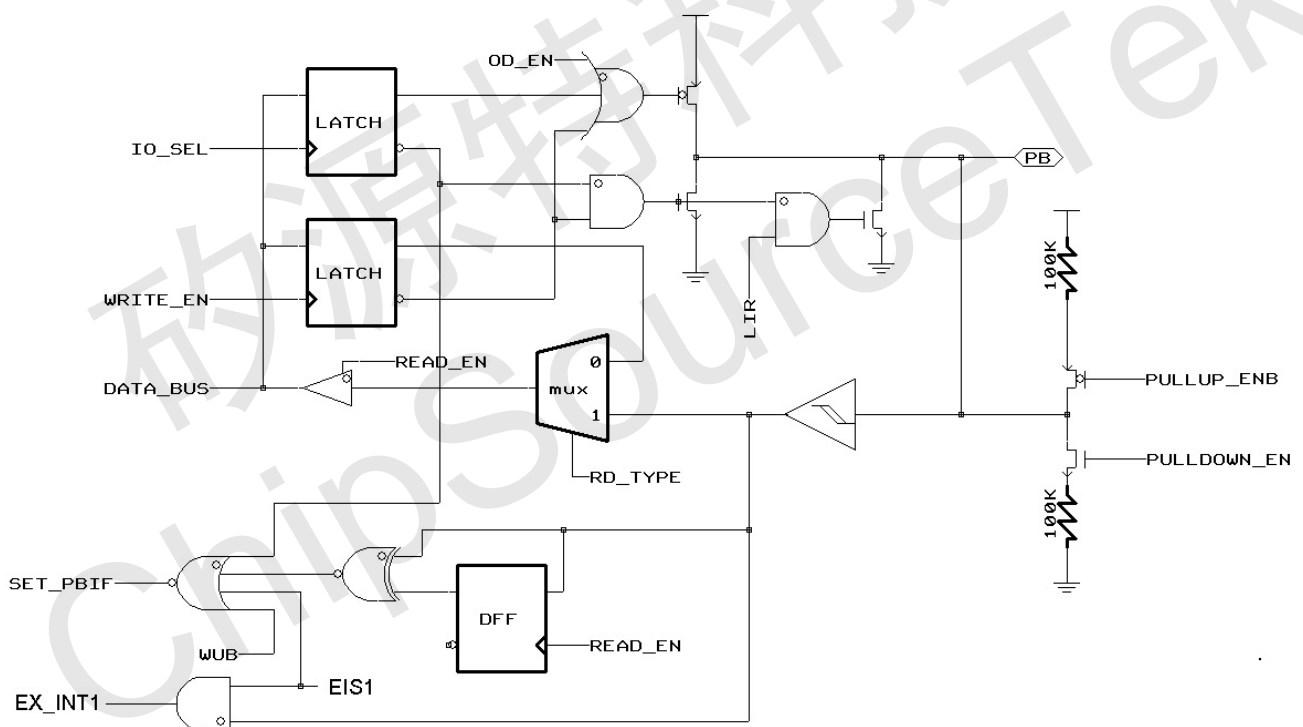 矽源特科技
ChipSourceTek
OD_EN
LATCH
IO_SEL
PB
LATCH
WRITE_EN
LIR
100K
READ_EN
0
DATA_BUS
mux
PULLUP_ENB
1
PULLDOWN_EN
RD_TYPE
100K
SET_PBIF
DFF
READ_EN
WUB
EIS1
EX_INT1